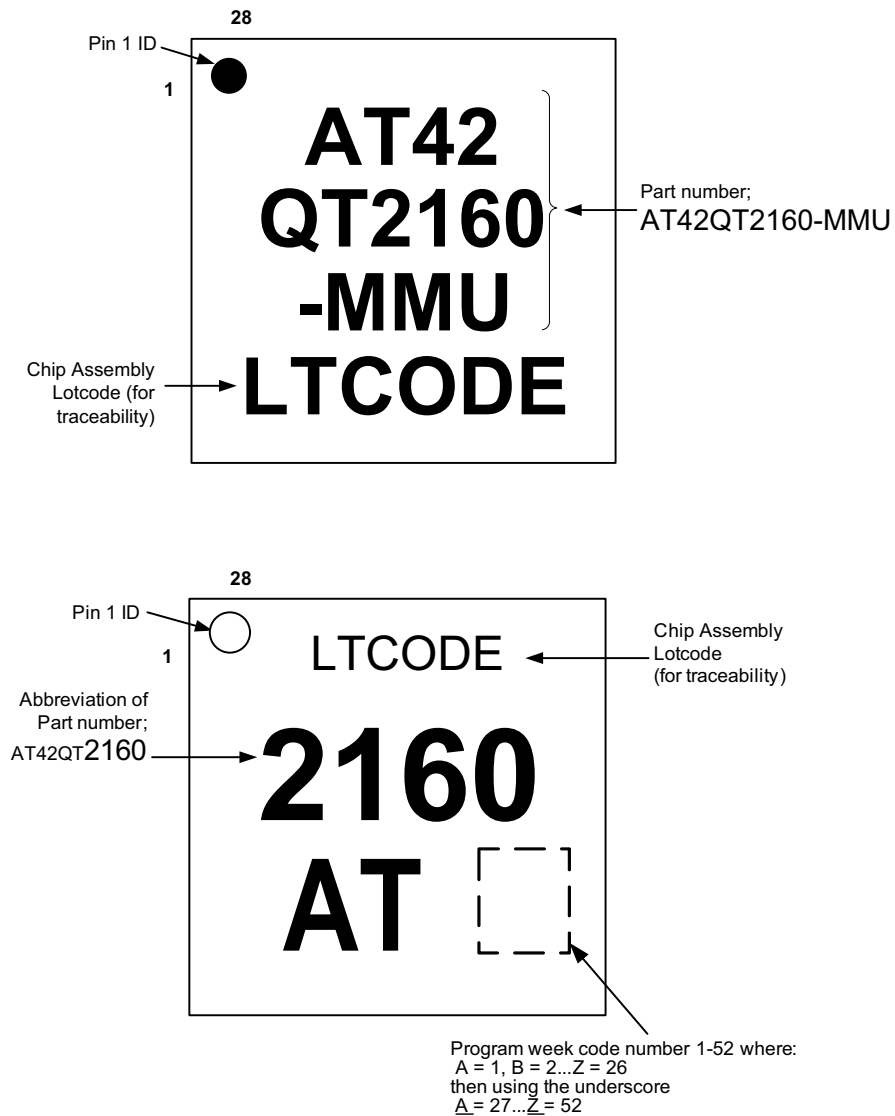 28
Pin 1 ID
1
AT42
QT2160
-MMU
LTCODE
Part number;
AT42QT2160-MMU
Chip Assembly
Lotcode (for
traceability)
28
Pin 1 ID
1
LTCODE
Chip Assembly
Lotcode
(for traceability)
Abbreviation of
Part number;
AT42QT2160
2160
AT
Program week code number 1-52 where:
A = 1, B = 2...Z = 26
then using the underscore
A = 27...Z = 52